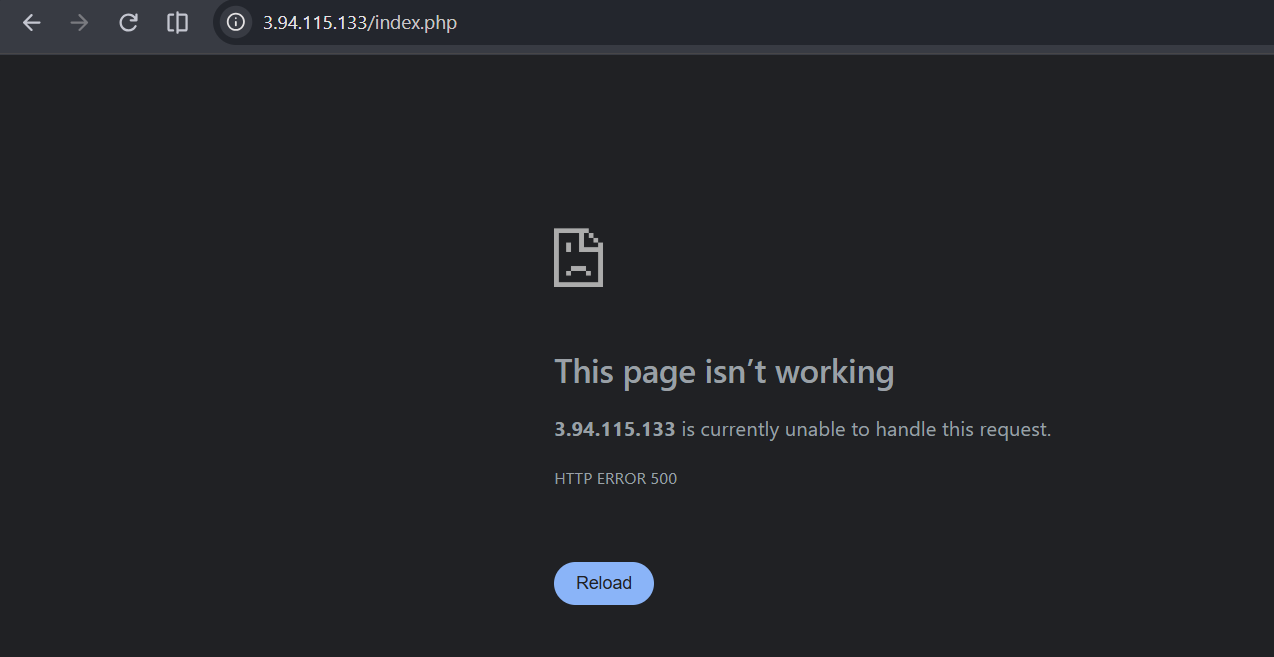 3.94.115.133/index.php
This page isn’t working
3.94.115.133 is currently unable to handle this request.
HTTP ERROR 500
Reload